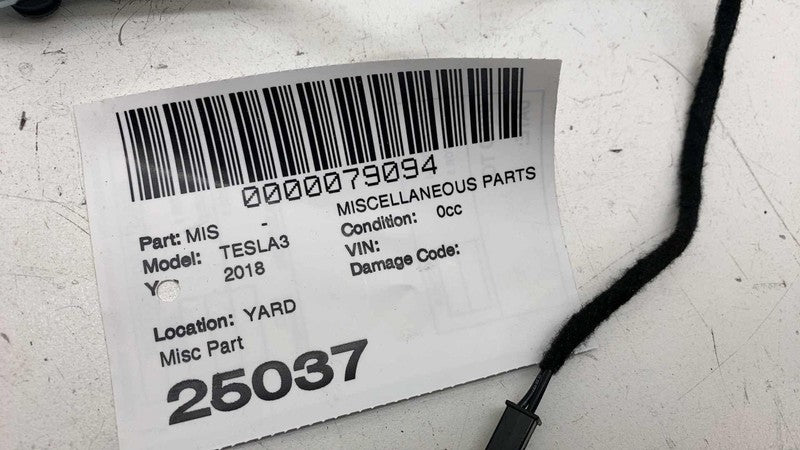 0000079094
Part: MIS - MISCELLANEOUS PARTS
Model: TESLA3 Condition: 0cc
Y 2018 VIN:
Damage Code:
Location: YARD
Misc Part
25037